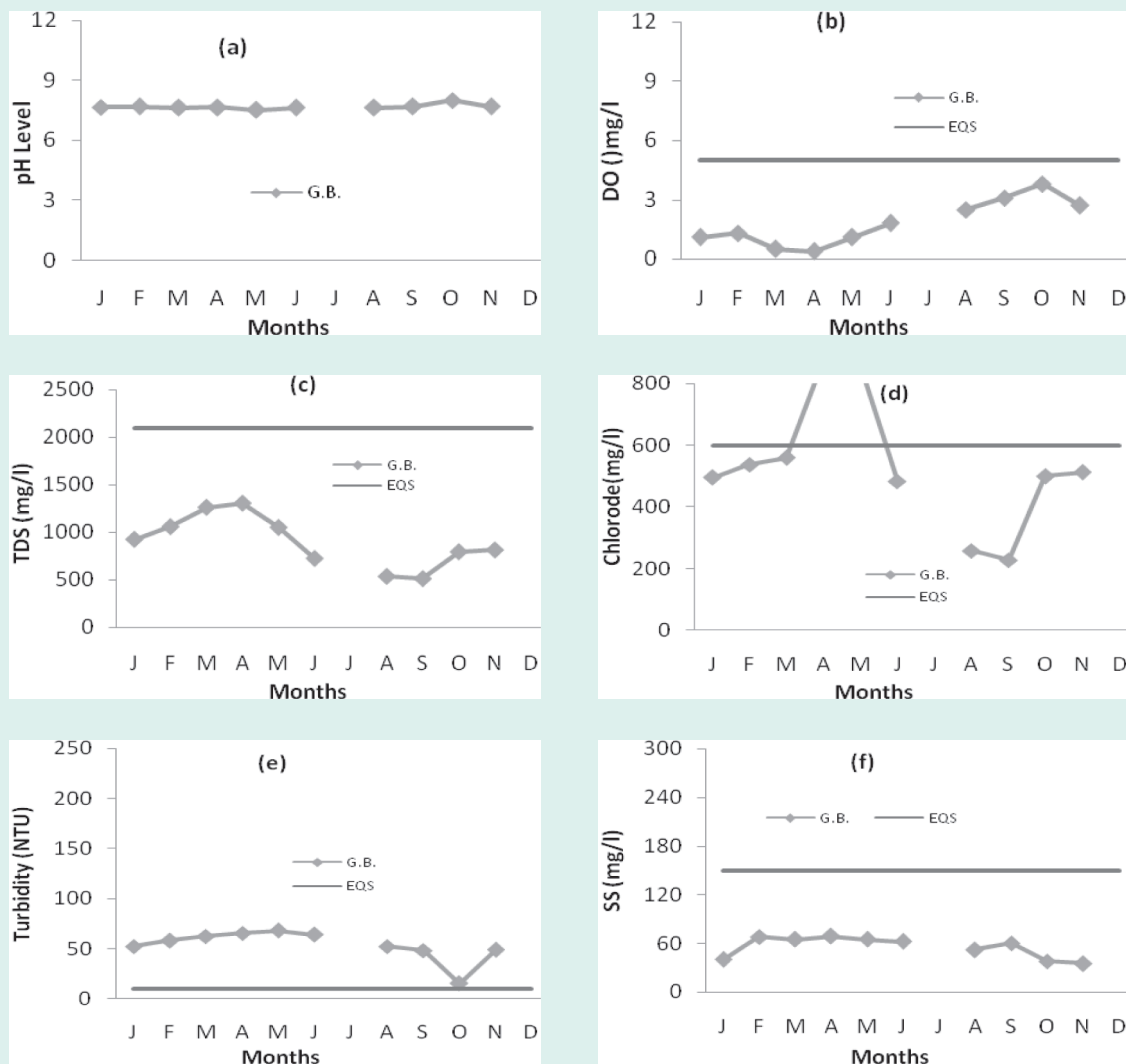 (a)
12
9
6
3
0
pH Level
G.B.
J F M A M J J A S O N D
Months
(b)
12
9
6
3
0
DO ()mg/l
G.B.
EQS
J F M A M J J A S O N D
Months
(c)
2500
2000
1500
1000
500
0
TDS (mg/l)
G.B.
EQS
J F M A M J J A S O N D
Months
(d)
800
600
400
200
0
Chlorode(mg/l)
G.B.
EQS
J F M A M J J A S O N D
Months
(e)
250
200
150
100
50
0
Turbidity (NTU)
G.B.
EQS
J F M A M J J A S O N D
Months
(f)
300
240
180
120
60
0
SS (mg/l)
G.B. EQS
J F M A M J J A S O N D
Months